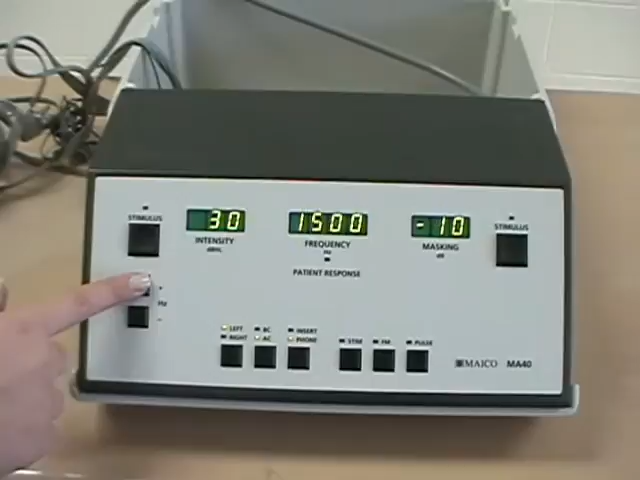 STIMULUS
30
INTENSITY
dBHL
1500
FREQUENCY
Hz
PATIENT RESPONSE
-10
MASKING
dB
STIMULUS
+
Hz
-
LEFT
RIGHT
BC
AC
INSERT
PHONE
STIM
FM
PULSE
MAICO MA40